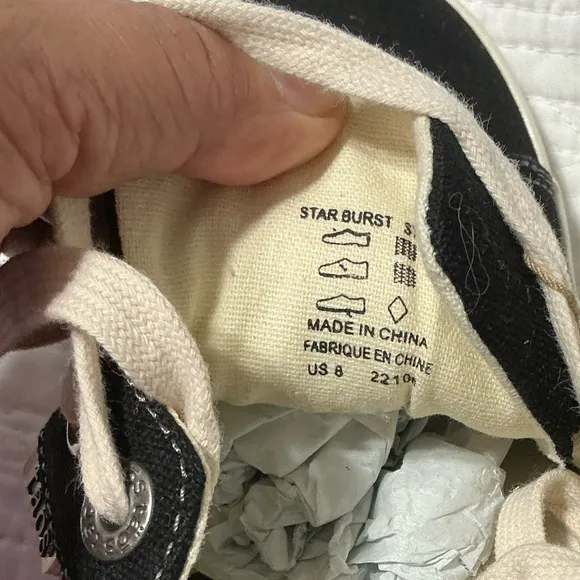 STAR BURST
MADE IN CHINA
FABRIQUE EN CHINE
US 8